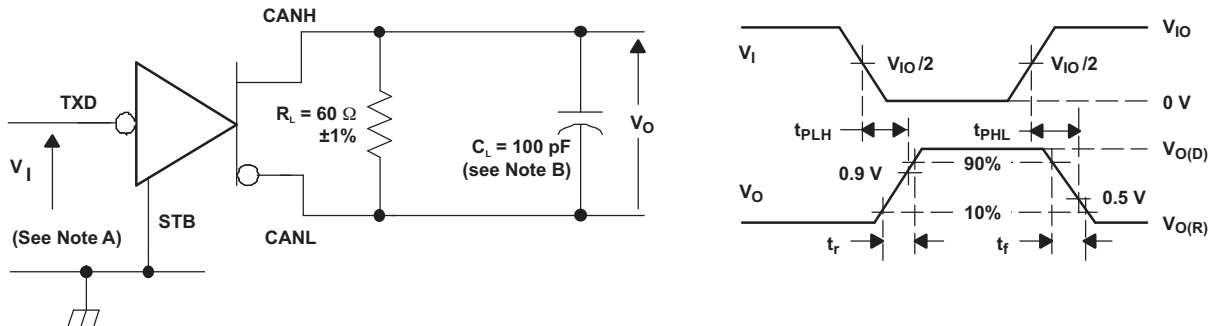 CANH
TXD
R_L = 60 Ω
±1%
C_L = 100 pF
(see Note B)
V_O
V_I
STB
(See Note A)
CANL
V_I
V_IO
V_IO/2
V_IO/2
0 V
t_PLH
t_PHL
V_O(D)
0.9 V
90%
V_O
0.5 V
10%
V_O(R)
t_r
t_f